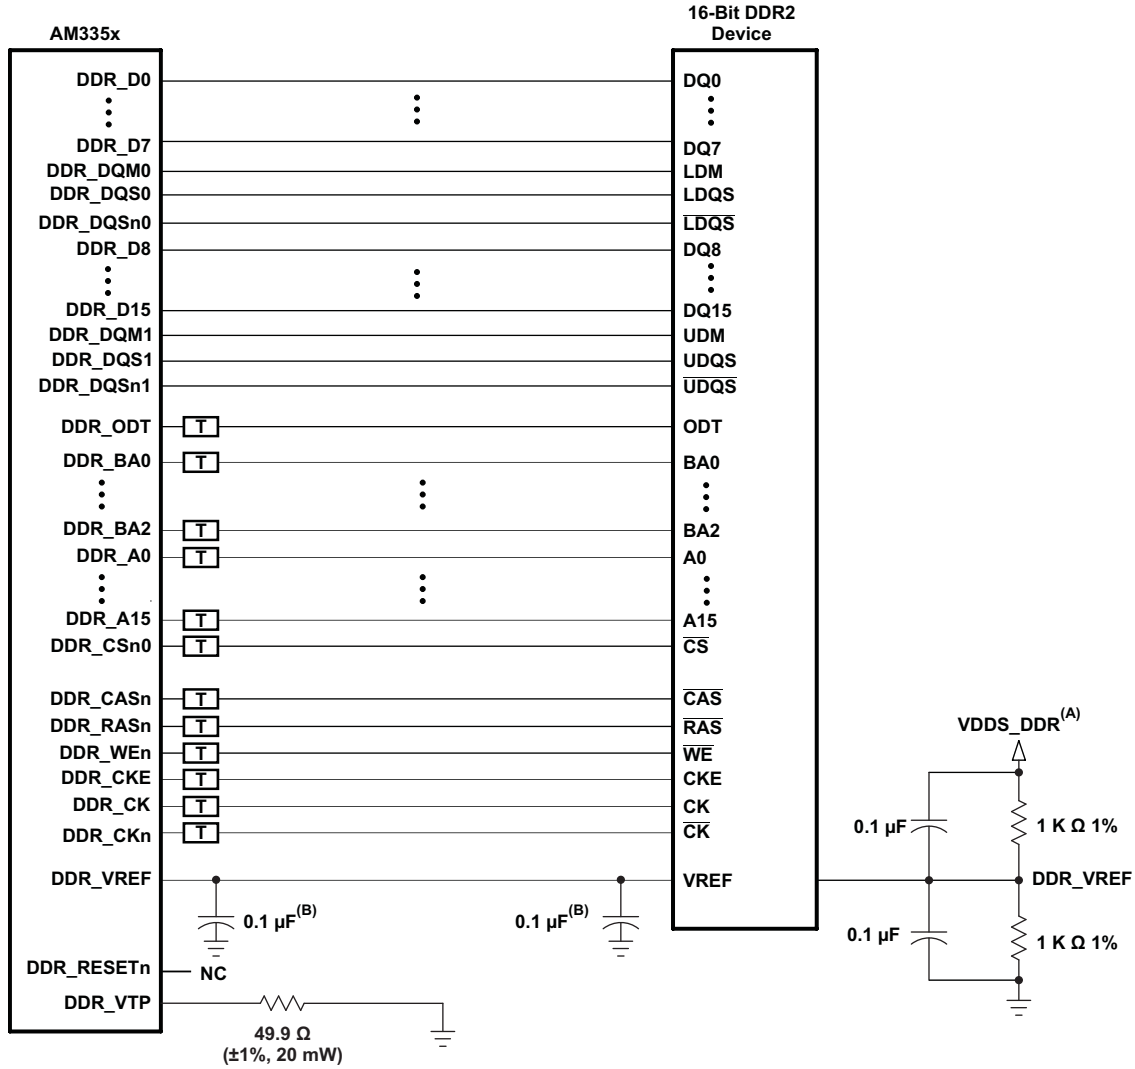 16-Bit DDR2
Device
AM335x
DDR_D0
DQ0
DDR_D7
DQ7
DDR_DQM0
LDM
DDR_DQS0
LDQS
DDR_DQSn0
LDQS
DDR_D8
DQ8
DDR_D15
DQ15
DDR_DQM1
UDM
DDR_DQS1
UDQS
DDR_DQSn1
UDQS
DDR_ODT
T
ODT
DDR_BA0
T
BA0
DDR_BA2
T
BA2
DDR_A0
T
A0
DDR_A15
T
A15
DDR_CSn0
T
CS
DDR_CASn
T
CAS
DDR_RASn
T
RAS
DDR_WEn
T
WE
DDR_CKE
T
CKE
DDR_CK
T
CK
DDR_CKn
T
CK
VDDS_DDR(A)
0.1 µF
1 K Ω 1%
DDR_VREF
VREF
DDR_VREF
0.1 µF(B)
0.1 µF(B)
0.1 µF
1 K Ω 1%
DDR_RESETn
NC
DDR_VTP
49.9 Ω
(±1%, 20 mW)